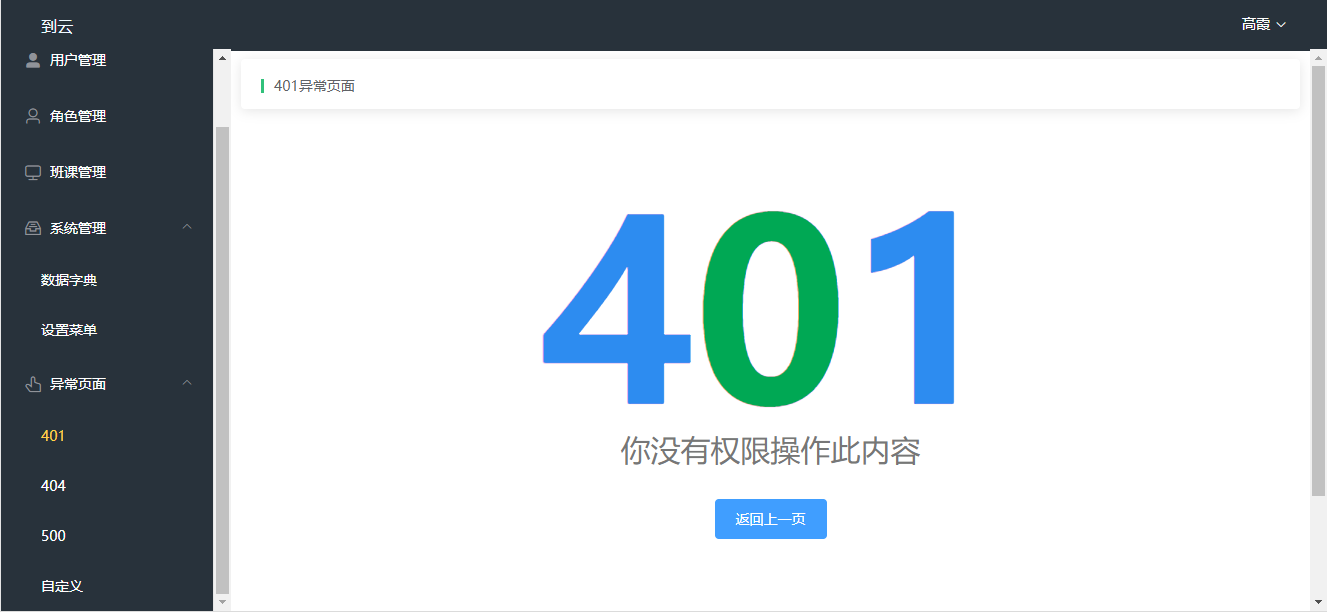 到云
高霞
用户管理
角色管理
班课管理
系统管理
数据字典
设置菜单
异常页面
401
404
500
自定义
401异常页面
401
你没有权限操作此内容
返回上一页